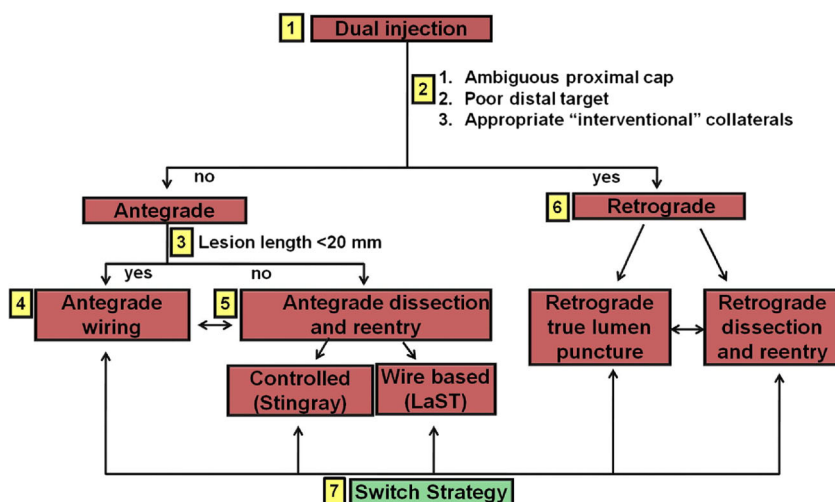 1 Dual injection
2
1. Ambiguous proximal cap
2. Poor distal target
3. Appropriate “interventional” collaterals
no
yes
Antegrade
6 Retrograde
3 Lesion length <20 mm
yes
no
4
Antegrade
wiring
5
Antegrade dissection
and reentry
Retrograde
true lumen
puncture
Retrograde
dissection
and reentry
Controlled
(Stingray)
Wire based
(LaST)
7 Switch Strategy